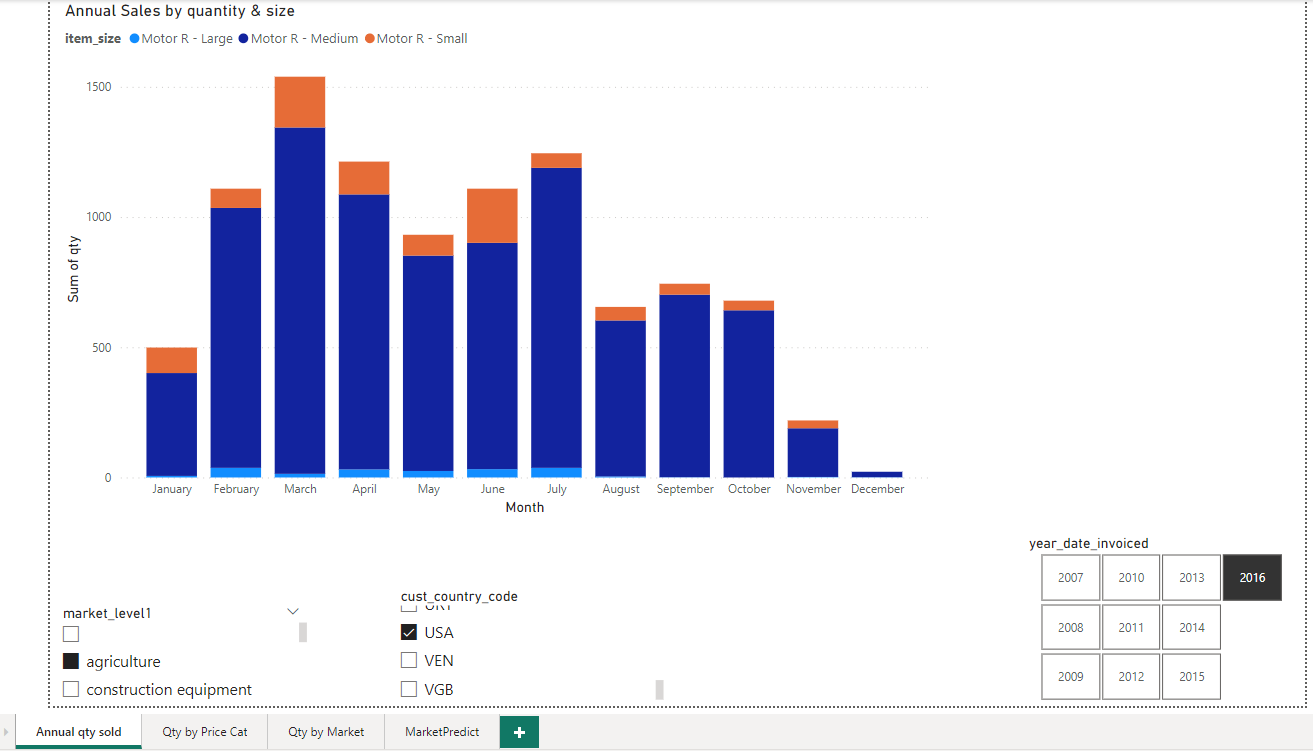 Annual Sales by quantity & size
item_size Motor R - Large Motor R - Medium Motor R - Small
1500
1000
500
0
Sum of qty
January February March April May June July August September October November December
Month
year_date_invoiced
2007 2010 2013 2016
2008 2011 2014
2009 2012 2015
market_level1
agriculture
construction equipment
cust_country_code
USA
VEN
VGB
Annual qty sold Qty by Price Cat Qty by Market MarketPredict +